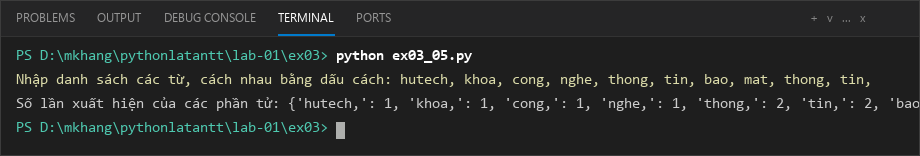 PROBLEMS OUTPUT DEBUG CONSOLE TERMINAL PORTS + v … x
PS D:\mkhang\pythonlatantt\lab-01\ex03> python ex03_05.py
Nhập danh sách các từ, cách nhau bằng dấu cách: hutech, khoa, cong, nghe, thong, tin, bao, mat, thong, tin,
Số lần xuất hiện của các phần tử: {'hutech,': 1, 'khoa,': 1, 'cong,': 1, 'nghe,': 1, 'thong,': 2, 'tin,': 2, 'bao
PS D:\mkhang\pythonlatantt\lab-01\ex03>